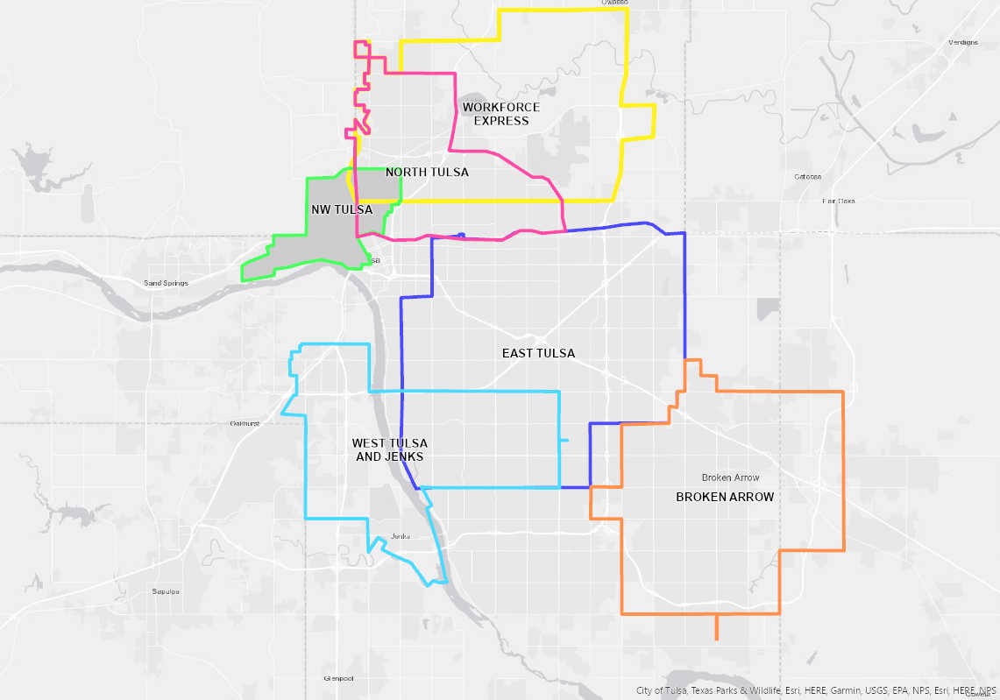 Owasso
Verdigris
WORKFORCE
EXPRESS
NORTH TULSA
Catoosa
Fair Oaks
NW TULSA
Sand Springs
EAST TULSA
Oakhurst
WEST TULSA
AND JENKS
Broken Arrow
BROKEN ARROW
Jenks
Sapulpa
Glenpool
City of Tulsa, Texas Parks & Wildlife, Esri, HERE, Garmin, USGS, EPA, NPS, Esri, HERE, NPS